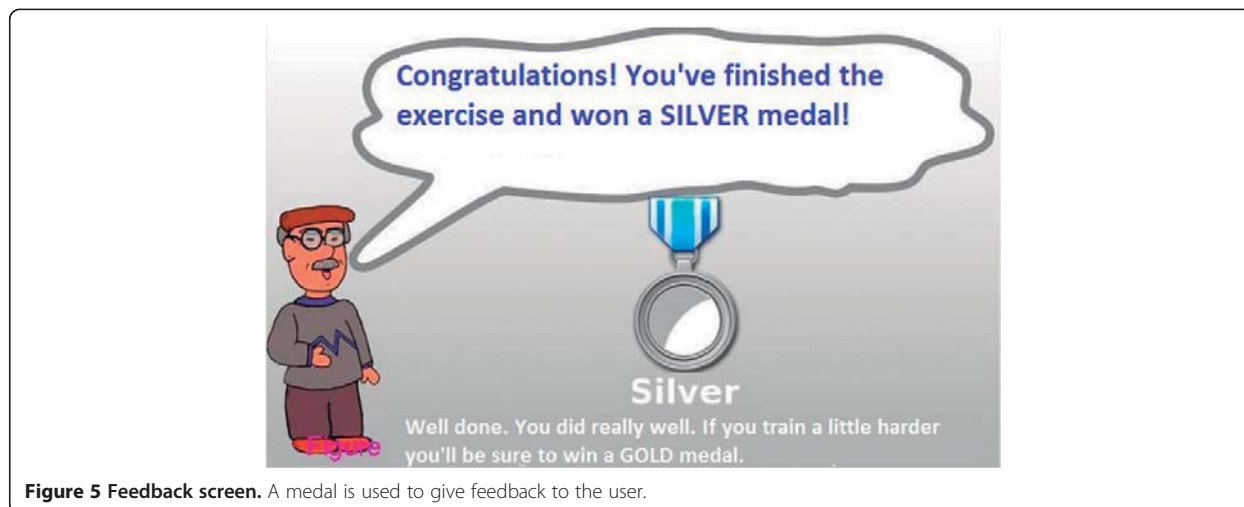 Congratulations! You've finished the
exercise and won a SILVER medal!
Silver
Well done. You did really well. If you train a little harder
you'll be sure to win a GOLD medal.
Figure
Figure 5 Feedback screen. A medal is used to give feedback to the user.